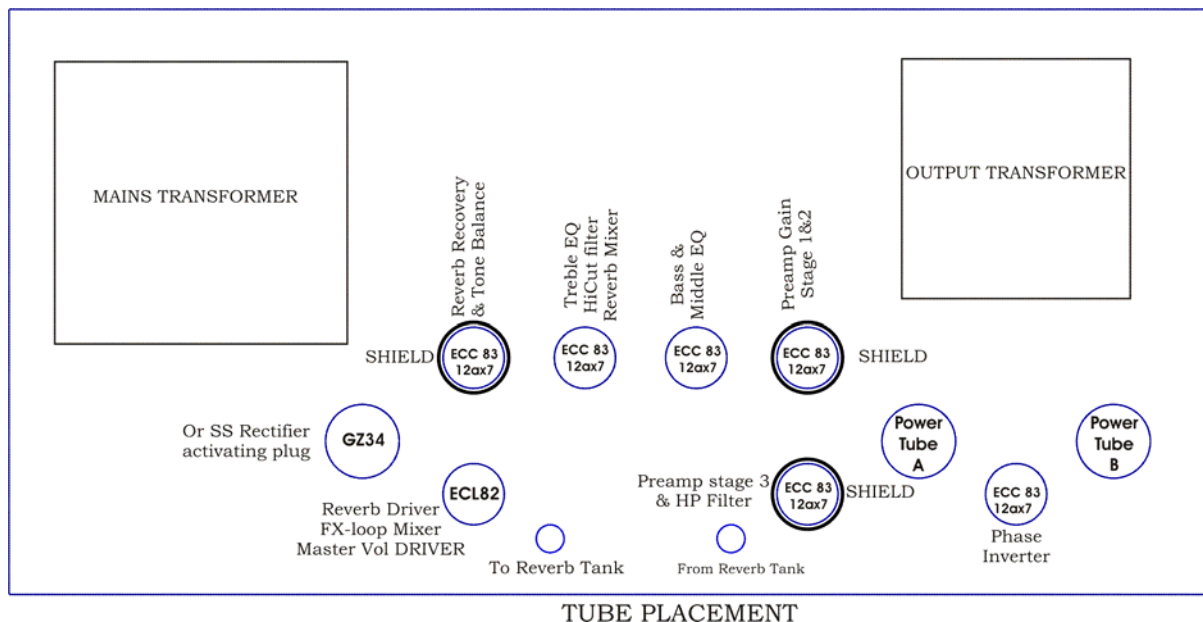 MAINS TRANSFORMER
OUTPUT TRANSFORMER
Reverb Recovery
& Tone Balance
Treble EQ
HiCut filter
Reverb Mixer
Bass &
Middle EQ
Preamp Gain
Stage 1&2
SHIELD
ECC 83
12ax7
ECC 83
12ax7
ECC 83
12ax7
ECC 83
12ax7
SHIELD
Or SS Rectifier
activating plug
GZ34
Power
Tube
A
Power
Tube
B
ECL82
Reverb Driver
FX-loop Mixer
Master Vol DRIVER
Preamp stage 3
& HP Filter
ECC 83
12ax7
SHIELD
ECC 83
12ax7
Phase
Inverter
To Reverb Tank
From Reverb Tank
TUBE PLACEMENT